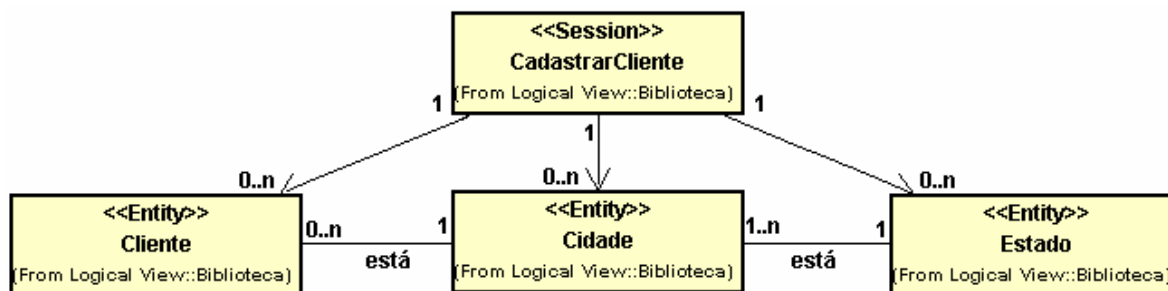 <<Session>>
CadastrarCliente
(From Logical View::Biblioteca)
1
1
1
0..n
0..n
0..n
<<Entity>>
Cliente
(From Logical View::Biblioteca)
0..n
1
está
<<Entity>>
Cidade
(From Logical View::Biblioteca)
1..n
1
está
<<Entity>>
Estado
(From Logical View::Biblioteca)